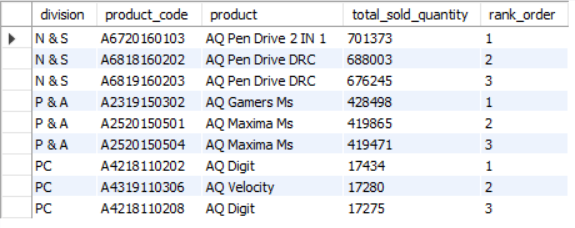 division product_code product total_sold_quantity rank_order
N & S A6720160103 AQ Pen Drive 2 IN 1 701373 1
N & S A6818160202 AQ Pen Drive DRC 688003 2
N & S A6819160203 AQ Pen Drive DRC 676245 3
P & A A2319150302 AQ Gamers Ms 428498 1
P & A A2520150501 AQ Maxima Ms 419865 2
P & A A2520150504 AQ Maxima Ms 419471 3
PC A4218110202 AQ Digit 17434 1
PC A4319110306 AQ Velocity 17280 2
PC A4218110208 AQ Digit 17275 3